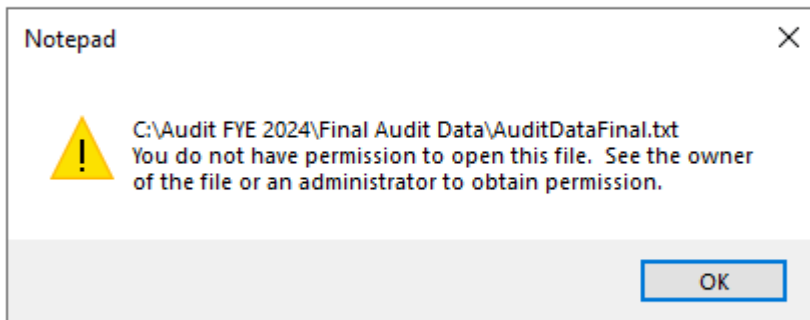 Notepad
C:\Audit FYE 2024\Final Audit Data\AuditDataFinal.txt
You do not have permission to open this file.  See the owner
of the file or an administrator to obtain permission.
OK